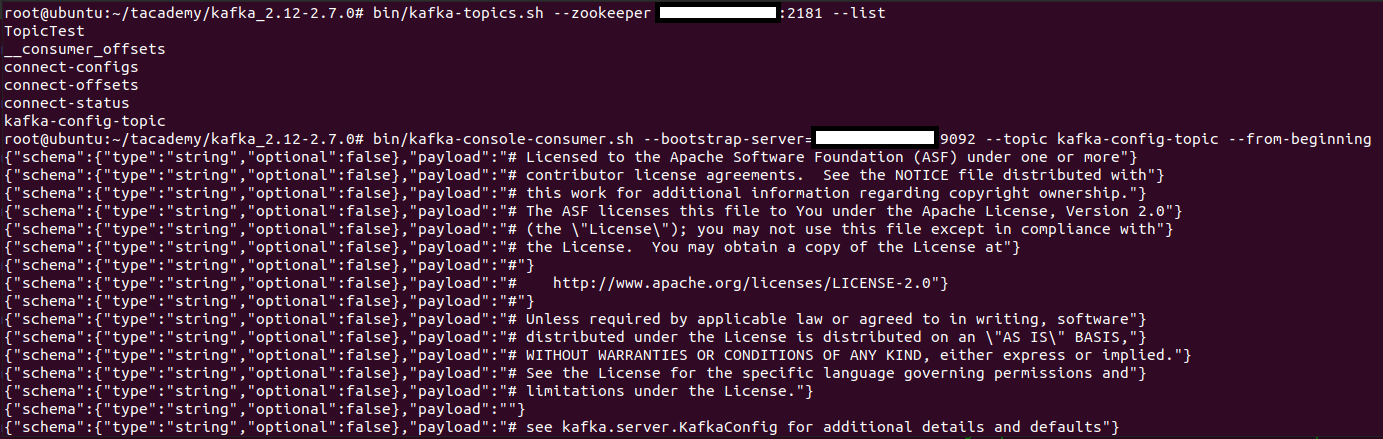 root@ubuntu:~/tacademy/kafka_2.12-2.7.0# bin/kafka-topics.sh --zookeeper :2181 --list
TopicTest
__consumer_offsets
connect-configs
connect-offsets
connect-status
kafka-config-topic
root@ubuntu:~/tacademy/kafka_2.12-2.7.0# bin/kafka-console-consumer.sh --bootstrap-server= 9092 --topic kafka-config-topic --from-beginning
{"schema":{"type":"string","optional":false},"payload":"# Licensed to the Apache Software Foundation (ASF) under one or more"}
{"schema":{"type":"string","optional":false},"payload":"# contributor license agreements.  See the NOTICE file distributed with"}
{"schema":{"type":"string","optional":false},"payload":"# this work for additional information regarding copyright ownership."}
{"schema":{"type":"string","optional":false},"payload":"# The ASF licenses this file to You under the Apache License, Version 2.0"}
{"schema":{"type":"string","optional":false},"payload":"# (the \"License\"); you may not use this file except in compliance with"}
{"schema":{"type":"string","optional":false},"payload":"# the License.  You may obtain a copy of the License at"}
{"schema":{"type":"string","optional":false},"payload":"#"}
{"schema":{"type":"string","optional":false},"payload":"#    http://www.apache.org/licenses/LICENSE-2.0"}
{"schema":{"type":"string","optional":false},"payload":"#"}
{"schema":{"type":"string","optional":false},"payload":"# Unless required by applicable law or agreed to in writing, software"}
{"schema":{"type":"string","optional":false},"payload":"# distributed under the License is distributed on an \"AS IS\" BASIS,"}
{"schema":{"type":"string","optional":false},"payload":"# WITHOUT WARRANTIES OR CONDITIONS OF ANY KIND, either express or implied."}
{"schema":{"type":"string","optional":false},"payload":"# See the License for the specific language governing permissions and"}
{"schema":{"type":"string","optional":false},"payload":"# limitations under the License."}
{"schema":{"type":"string","optional":false},"payload":""}
{"schema":{"type":"string","optional":false},"payload":"# see kafka.server.KafkaConfig for additional details and defaults"}